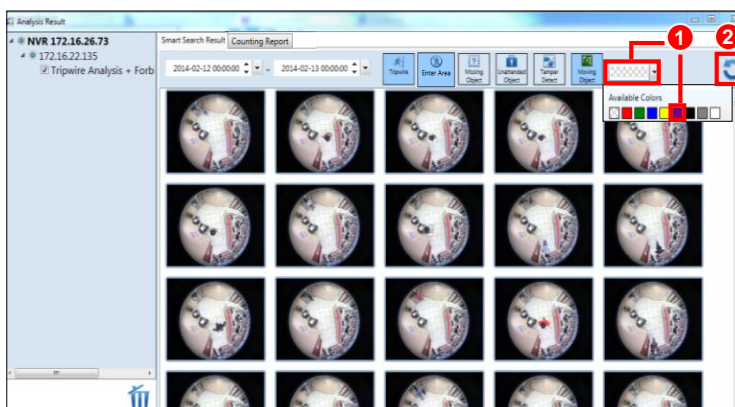 Analysis Result
NVR 172.16.26.73
172.16.22.135
Tripwire Analysis + Forb
Smart Search Result
Counting Report
2014-02-12 00:00:00 - 2014-02-13 00:00:00
Tripwire
Enter Area
Missing Object
Unattended Object
Tamper Detect
Moving Object
1
2
Available Colors